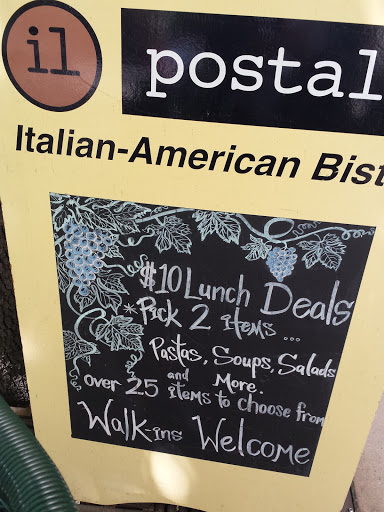 il postal
Italian-American Bist
$10 Lunch Deals
*Pick 2 items ...
Pastas, Soups, Salads
and More.
over 25 items to choose from
Walk-ins Welcome